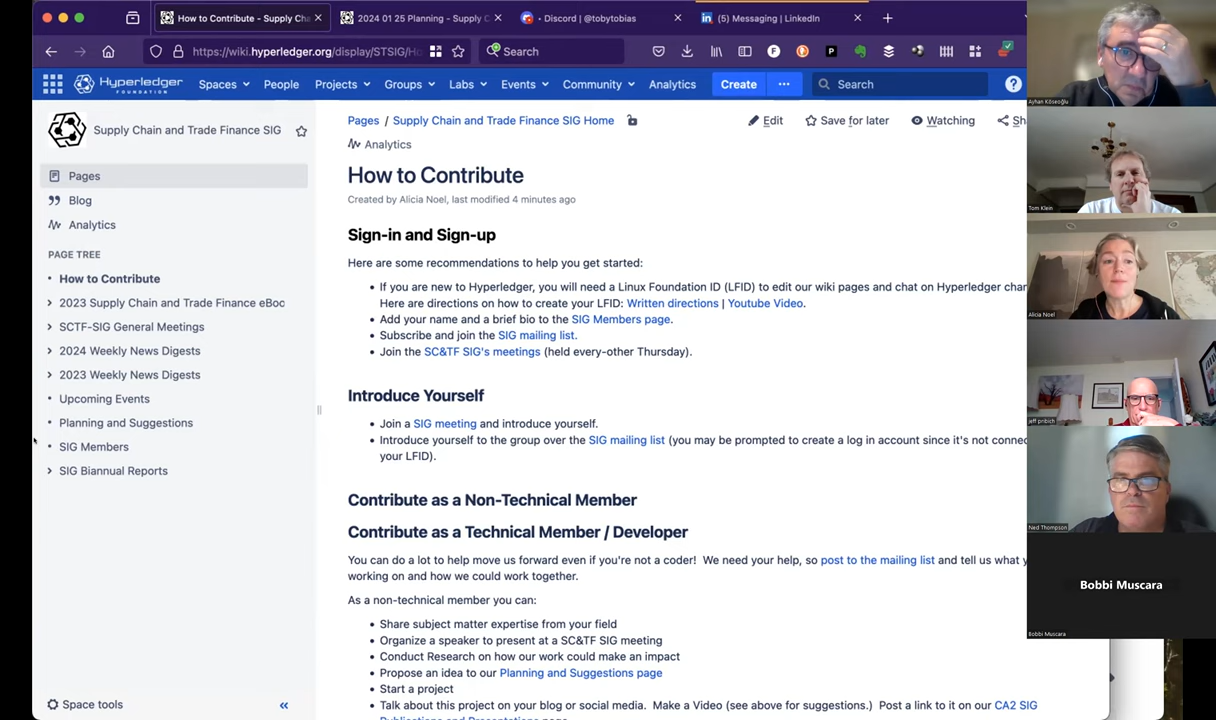 How to Contribute - Supply Cha
2024 01 25 Planning - Supply C
• Discord | @tobytobias
(5) Messaging | LinkedIn
https://wiki.hyperledger.org/display/STSIG/Ho
Search
Hyperledger
FOUNDATION
Spaces
People
Projects
Groups
Labs
Events
Community
Analytics
Create
Search
Supply Chain and Trade Finance SIG
Pages
Blog
Analytics
PAGE TREE
How to Contribute
2023 Supply Chain and Trade Finance eBoc
SCTF-SIG General Meetings
2024 Weekly News Digests
2023 Weekly News Digests
Upcoming Events
Planning and Suggestions
SIG Members
SIG Biannual Reports
Space tools
Pages / Supply Chain and Trade Finance SIG Home
Edit
Save for later
Watching
Sh
Analytics
How to Contribute
Created by Alicia Noel, last modified 4 minutes ago
Sign-in and Sign-up
Here are some recommendations to help you get started:
• If you are new to Hyperledger, you will need a Linux Foundation ID (LFID) to edit our wiki pages and chat on Hyperledger char
Here are directions on how to create your LFID: Written directions | Youtube Video.
• Add your name and a brief bio to the SIG Members page.
• Subscribe and join the SIG mailing list.
• Join the SC&TF SIG's meetings (held every-other Thursday).
Introduce Yourself
• Join a SIG meeting and introduce yourself.
• Introduce yourself to the group over the SIG mailing list (you may be prompted to create a log in account since it's not connec
your LFID).
Contribute as a Non-Technical Member
Contribute as a Technical Member / Developer
You can do a lot to help move us forward even if you're not a coder! We need your help, so post to the mailing list and tell us what y
working on and how we could work together.
As a non-technical member you can:
• Share subject matter expertise from your field
• Organize a speaker to present at a SC&TF SIG meeting
• Conduct Research on how our work could make an impact
• Propose an idea to our Planning and Suggestions page
• Start a project
• Talk about this project on your blog or social media. Make a Video (see above for suggestions.) Post a link to it on our CA2 SIG
Ayhan Köseoğlu
Tom Klein
Alicia Noel
jeff pribich
Ned Thompson
Bobbi Muscara
Bobbi Muscara